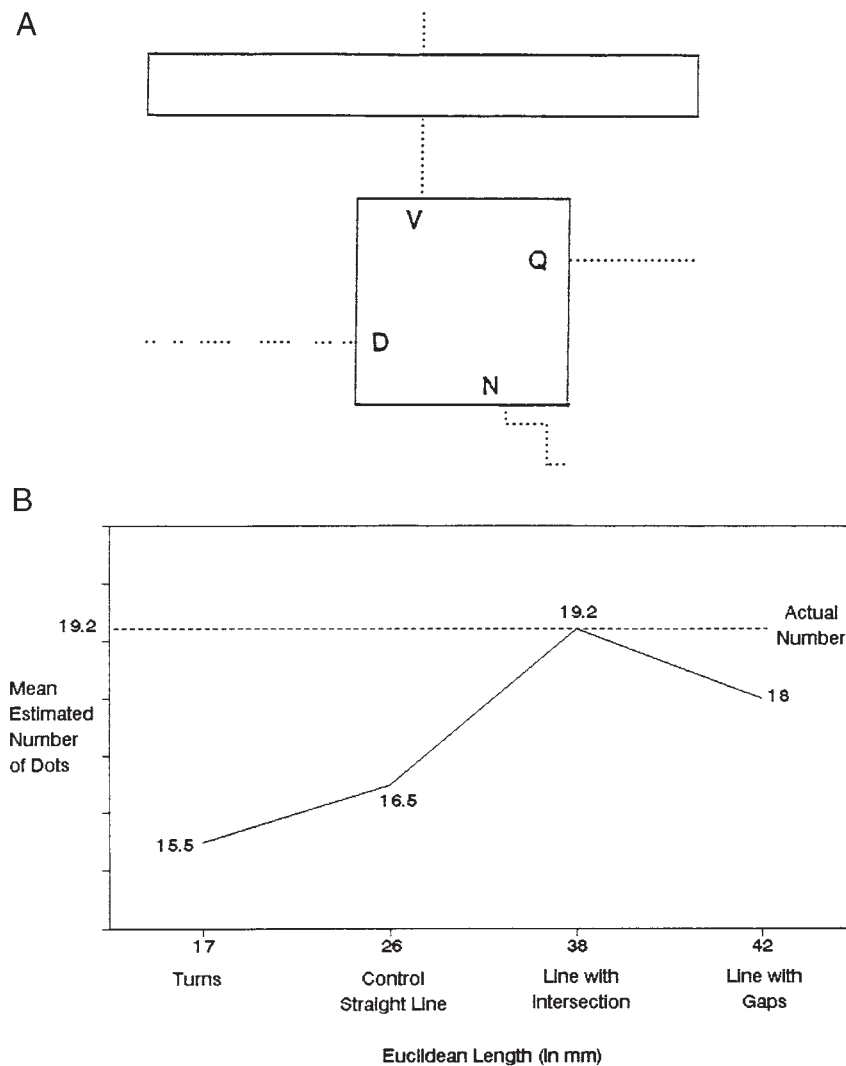 A
V
Q
D
N
B
19.2
19.2
Actual
Number
Mean
Estimated
Number
of Dots
18
16.5
15.5
17
26
38
42
Turns
Control
Straight Line
Line with
Intersection
Line with
Gaps
Euclidean Length (in mm)